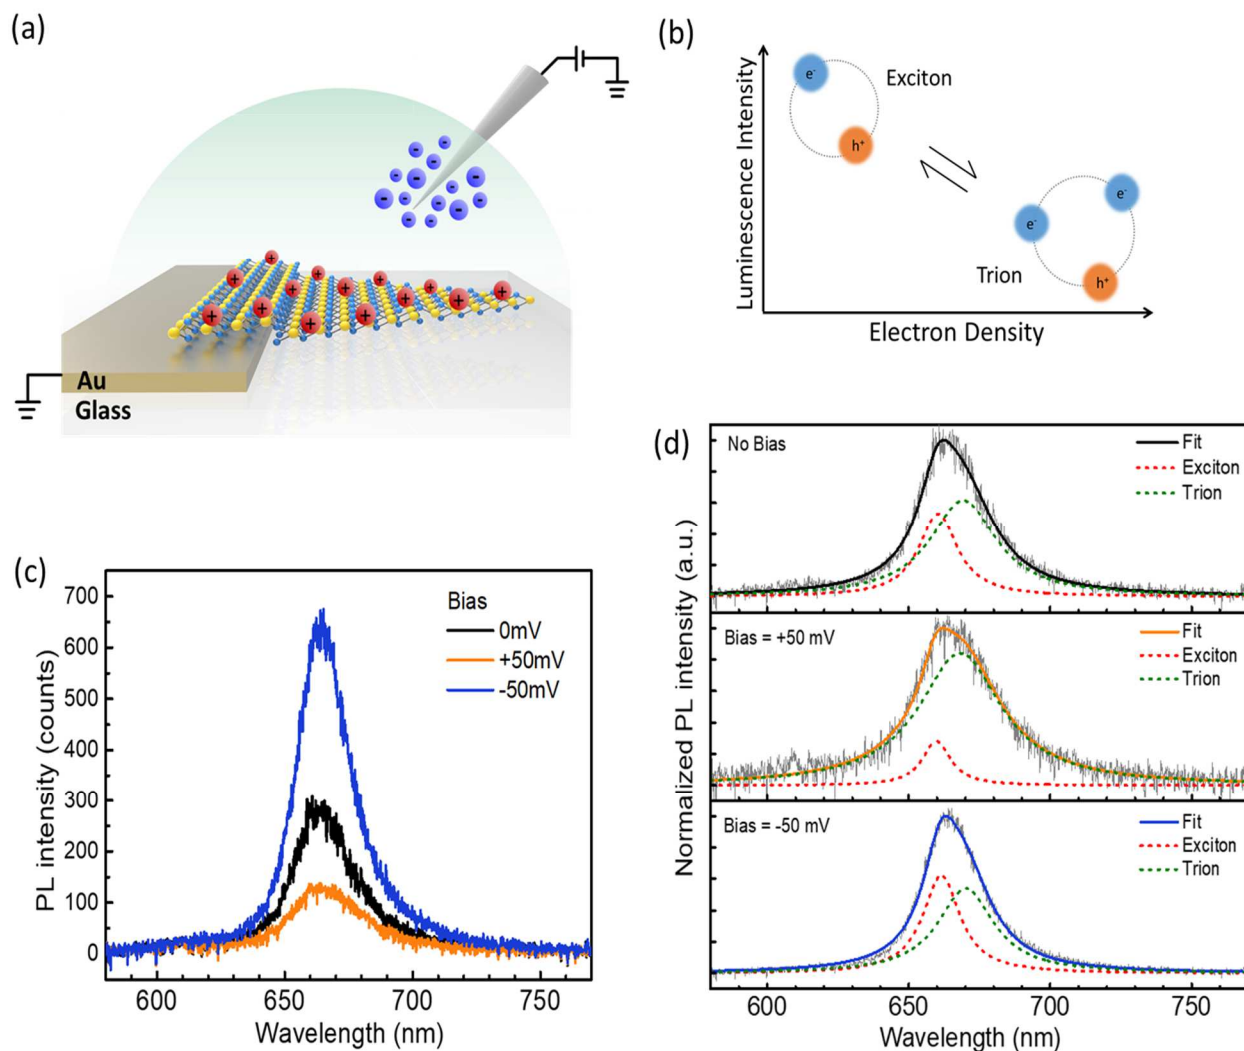 (a)
- - - - - - - - - - - -
+ + + + + + + + + + + + + +
Au
Glass
(b)
Luminescence Intensity
e-
Exciton
h+
e-
e-
Trion
h+
Electron Density
(c)
PL intensity (counts)
700
600
500
400
300
200
100
0
Bias
0mV
+50mV
-50mV
600 650 700 750
Wavelength (nm)
(d)
Normalized PL intensity (a.u.)
No Bias
Fit
Exciton
Trion
Bias = +50 mV
Fit
Exciton
Trion
Bias = -50 mV
Fit
Exciton
Trion
600 650 700 750
Wavelength (nm)